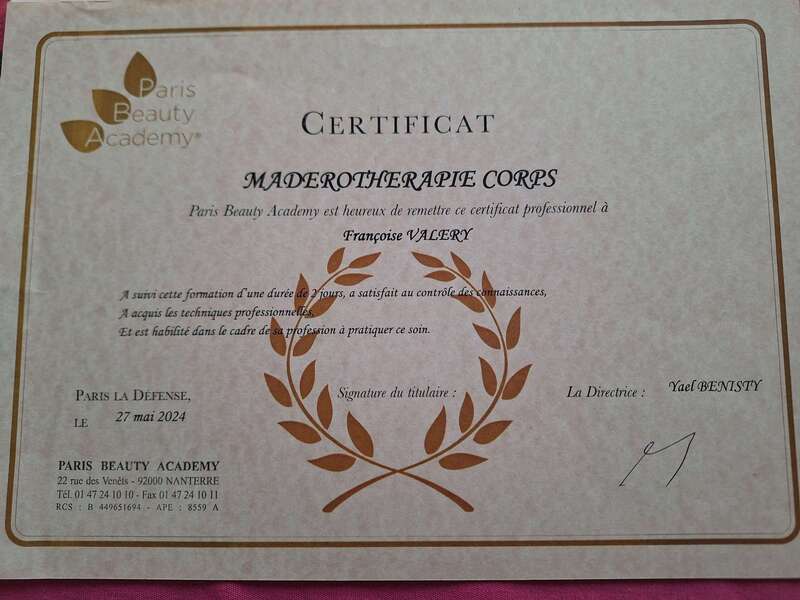 Paris
Beauty
Academy®
CERTIFICAT
MADEROTHERAPIE CORPS
Paris Beauty Academy est heureux de remettre ce certificat professionnel à
Françoise VALERY
A suivi cette formation d'une durée de 2 jours, a satisfait au contrôle des connaissances,
A acquis les techniques professionnelles,
Et est habilité dans le cadre de sa profession à pratiquer ce soin.
PARIS LA DÉFENSE,
LE 27 mai 2024
Signature du titulaire :
La Directrice : Yael BENISTY
PARIS BEAUTY ACADEMY
22 rue des Venêts - 92000 NANTERRE
Tél. 01 47 24 10 10 - Fax 01 47 24 10 11
RCS : B 449651694 - APE : 8559 A